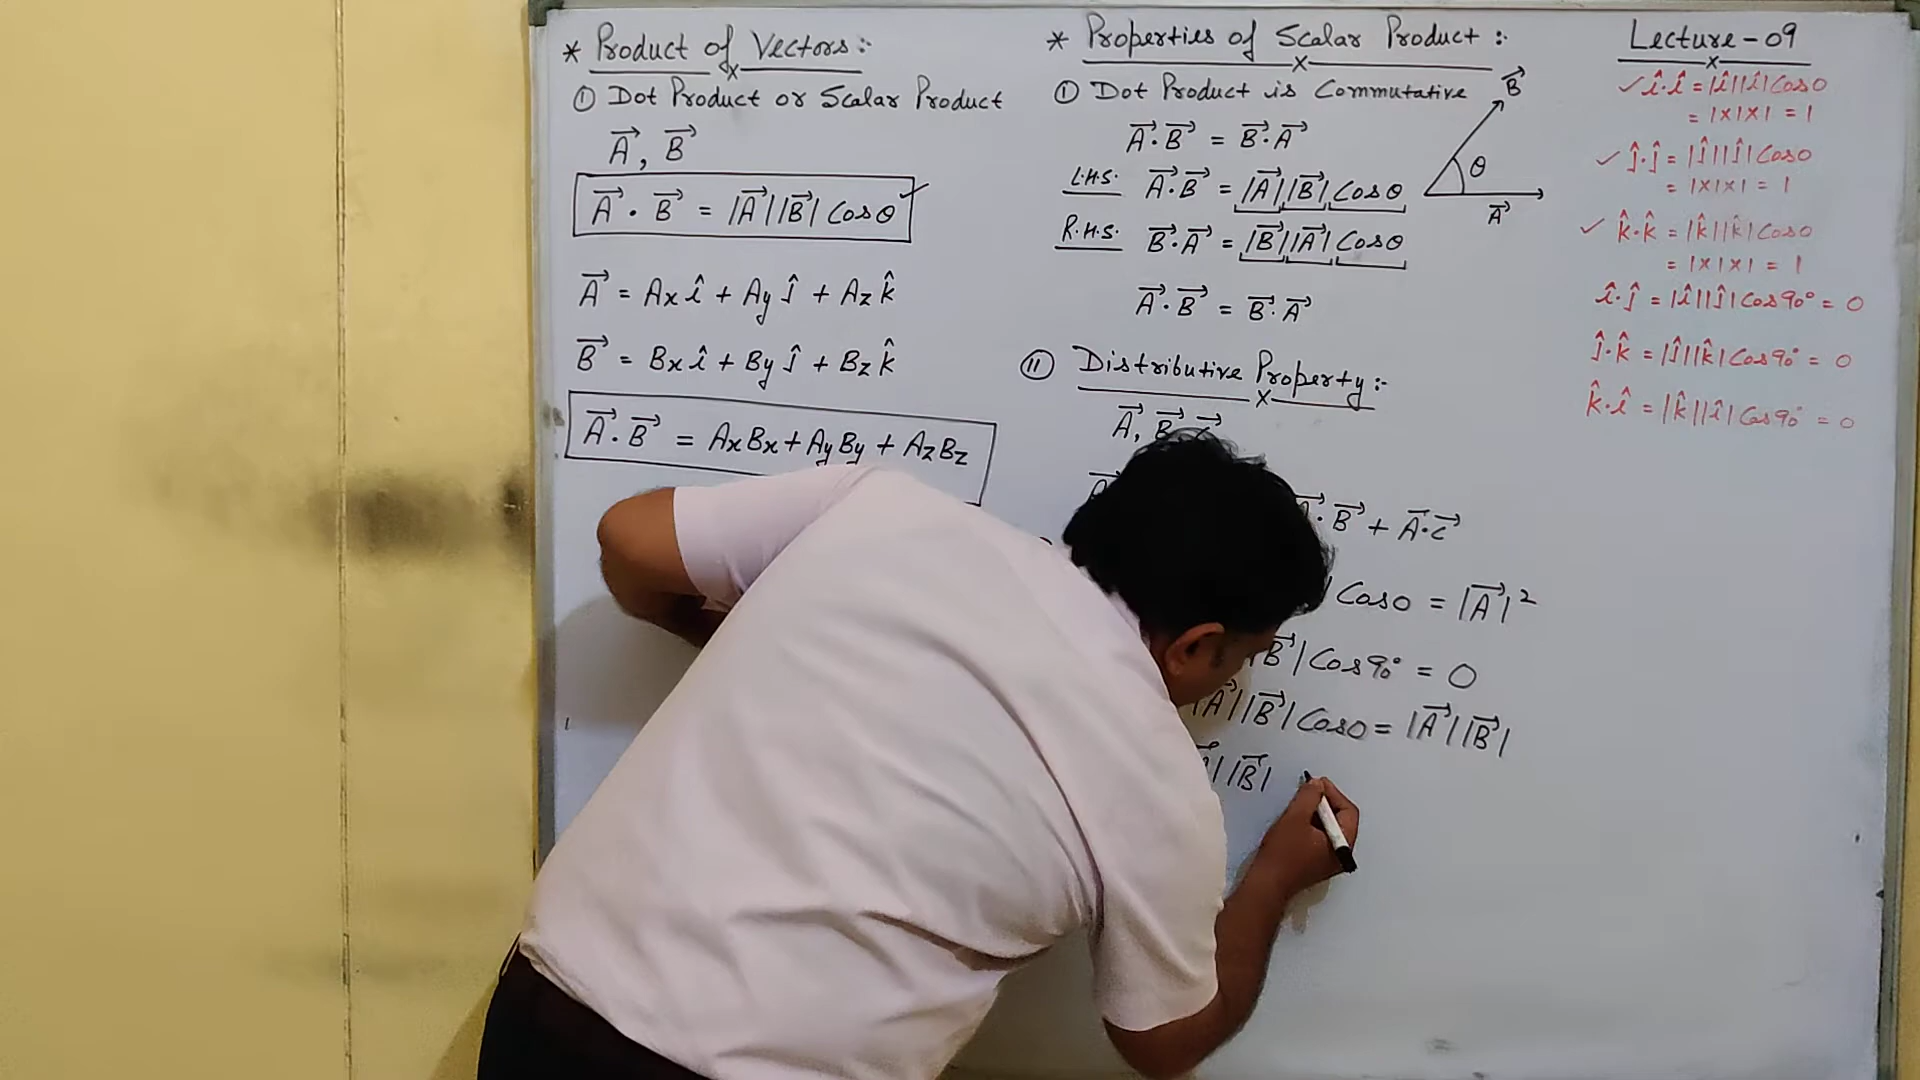 * Product of Vectors :-
① Dot Product or Scalar Product
A⃗, B⃗
A⃗ · B⃗ = |A⃗||B⃗| Cosθ
A⃗ = Ax î + Ay ĵ + Az k̂
B⃗ = Bx î + By ĵ + Bz k̂
A⃗ · B⃗ = AxBx + AyBy + AzBz
* Properties of Scalar Product :-
① Dot Product is Commutative
A⃗·B⃗ = B⃗·A⃗
L.H.S. A⃗·B⃗ = |A⃗||B⃗| Cosθ
R.H.S. B⃗·A⃗ = |B⃗||A⃗| Cosθ
A⃗·B⃗ = B⃗·A⃗
B⃗
θ
A⃗
⑪ Distributive Property :-
A⃗, B⃗
A⃗·B⃗ + A⃗·C⃗
| Cos0 = |A⃗|²
B⃗| Cos90° = 0
|A⃗||B⃗| Cos0 = |A⃗||B⃗|
||B⃗|
Lecture-09
✓ î·î = |î||î| Cos0
= 1×1×1 = 1
✓ ĵ·ĵ = |ĵ||ĵ| Cos0
= 1×1×1 = 1
✓ k̂·k̂ = |k̂||k̂| Cos0
= 1×1×1 = 1
î·ĵ = |î||ĵ| Cos90° = 0
ĵ·k̂ = |ĵ||k̂| Cos90° = 0
k̂·î = |k̂||î| Cos90° = 0